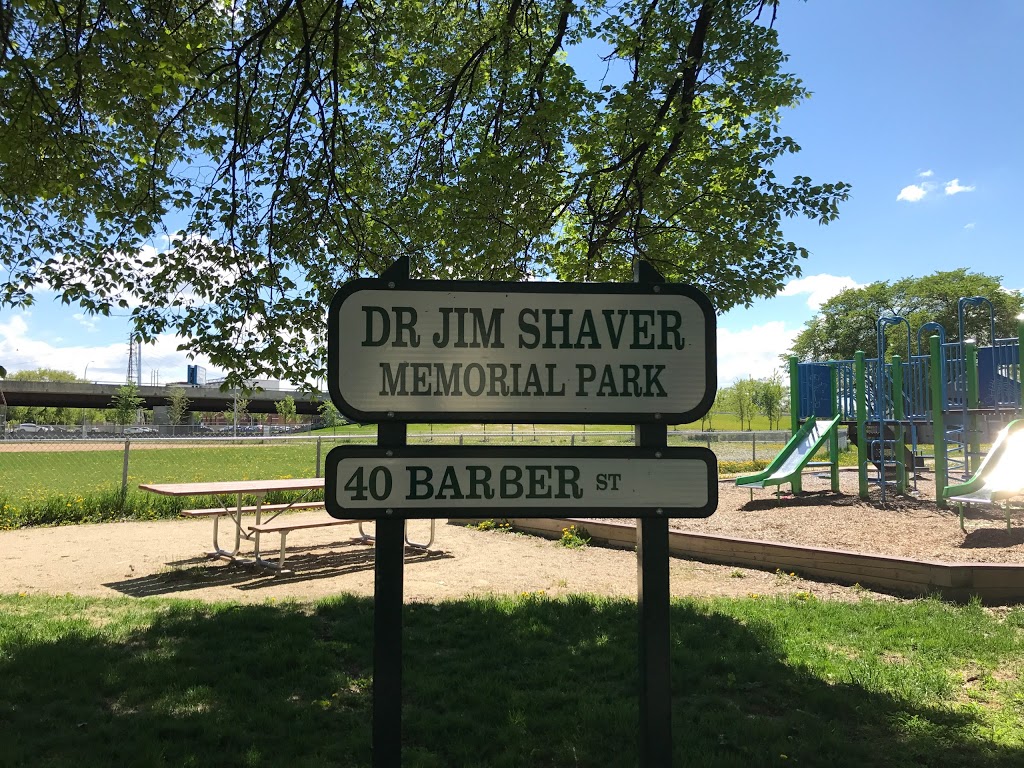 DR JIM SHAVER
MEMORIAL PARK
40 BARBER ST